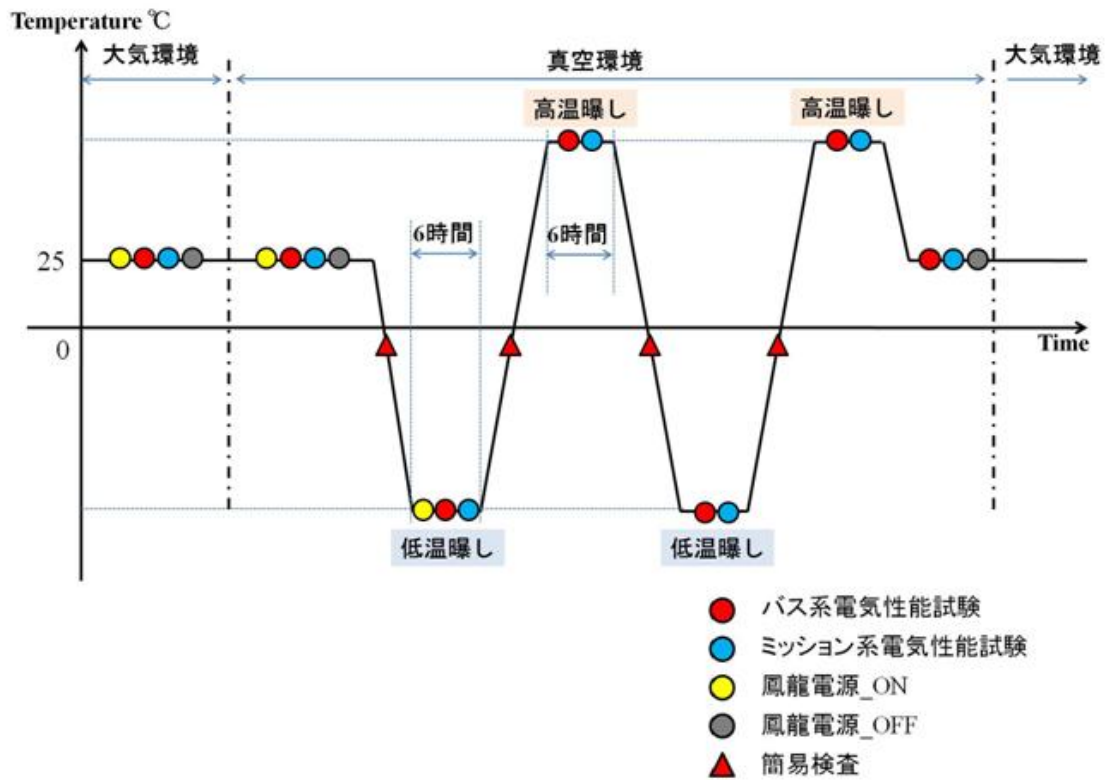 Temperature ℃
大気環境
真空環境
大気環境
高温曝し
高温曝し
6時間
6時間
25
0
Time
低温曝し
低温曝し
バス系電気性能試験
ミッション系電気性能試験
鳳龍電源_ON
鳳龍電源_OFF
簡易検査